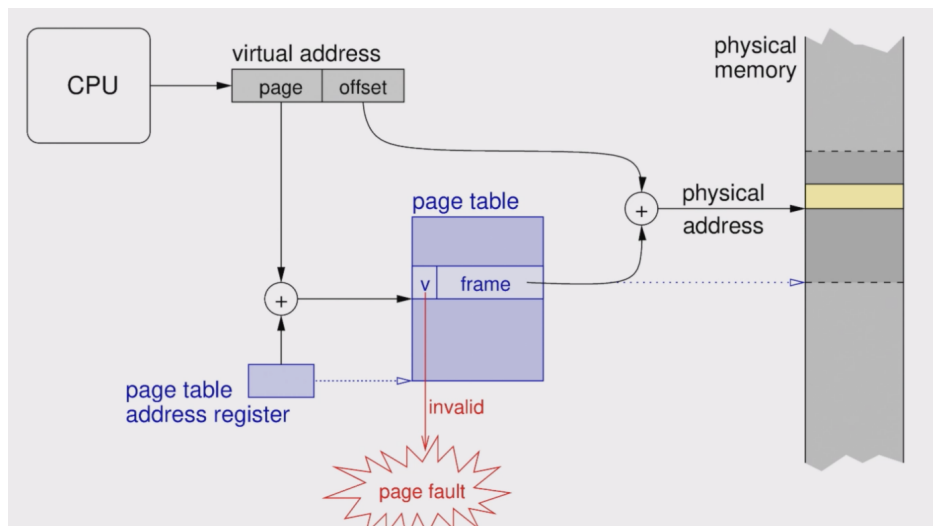 CPU
virtual address
page
offset
physical
memory
page table
physical
address
v
frame
+
+
page table
address register
invalid
page fault